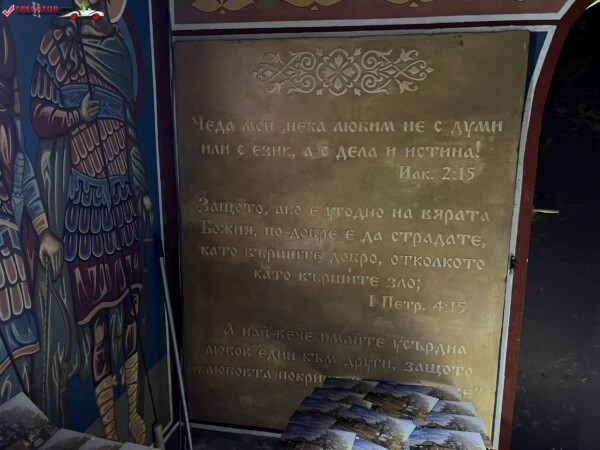 TRESATOR
Чеда мои, нека любим не с думи
или с език, а с дела и истина!
Иак. 2:15
Защото, ако е угодно на вярата
Божия, по-добре е да страдате,
като вършите добро, отколкото
като вършите зло;
I Петр. 4:15
А най-вече имайте усърдна
любов един към други, защото
"любовта